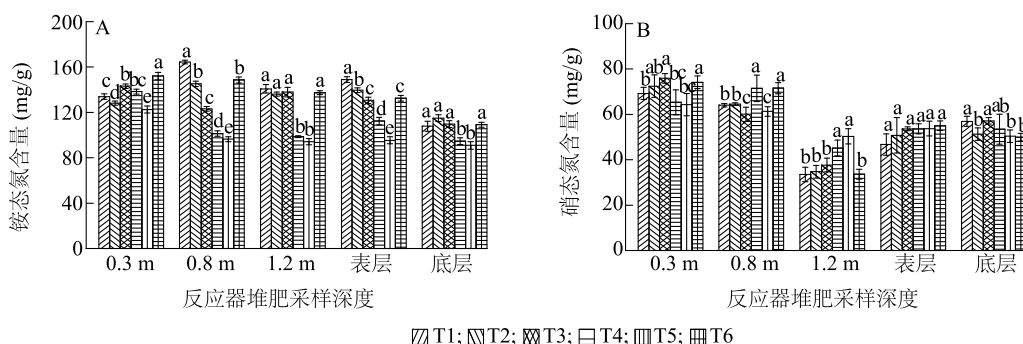 A
铵态氮含量 (mg/g)
200
160
120
80
40
0
c d b bc e a
a b c d e b
a a a b b a
a b b d e c
a a a b b a
0.3 m 0.8 m 1.2 m 表层 底层
反应器堆肥采样深度
B
硝态氮含量 (mg/g)
100
80
60
40
20
0
b ab a b bc a
b b c a c a
b b b a a b
a a a a a a
a b a ab b
0.3 m 0.8 m 1.2 m 表层 底层
反应器堆肥采样深度
T1; T2; T3; T4; T5; T6